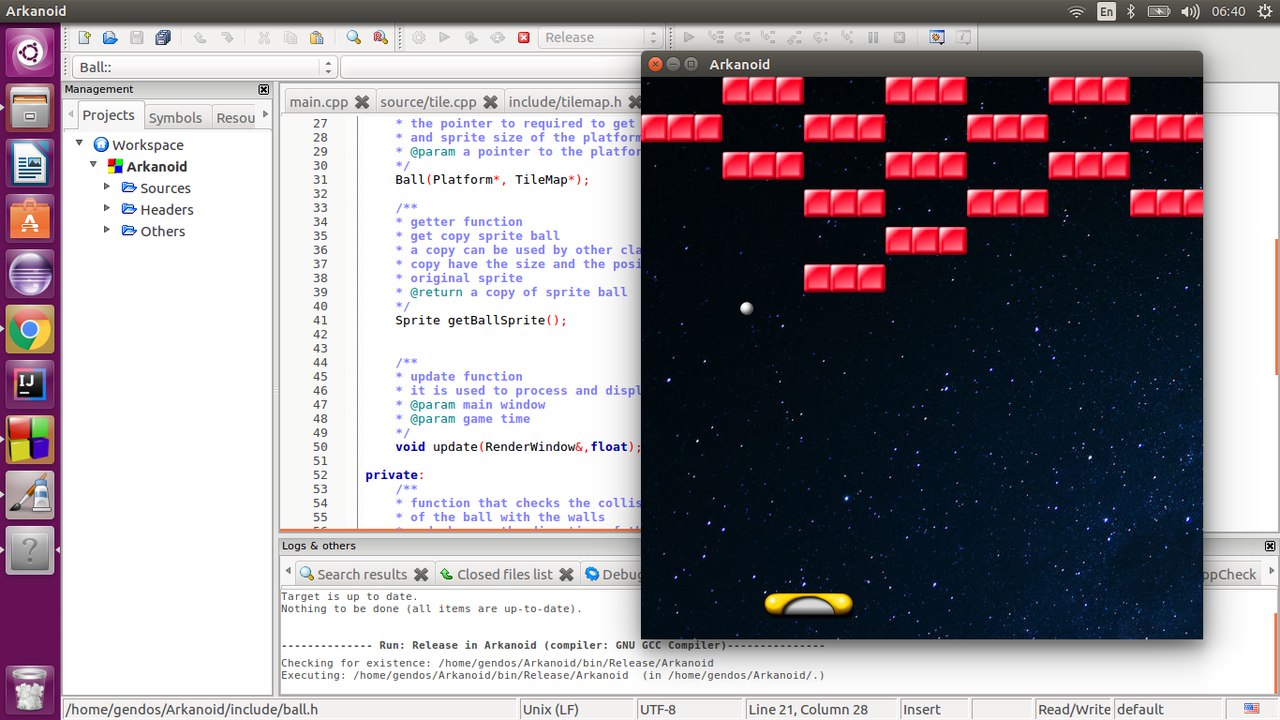 Arkanoid
En
06:40
Release
Ball::
Arkanoid
Management
Projects
Symbols
Resou
main.cpp
source/tile.cpp
include/tilemap.h
Workspace
Arkanoid
Sources
Headers
Others
27 * the pointer to required to get
28 * and sprite size of the platform
29 * @param a pointer to the platfor
30 */
31 Ball(Platform*, TileMap*);
32
33 /**
34 * getter function
35 * get copy sprite ball
36 * a copy can be used by other cla
37 * copy have the size and the posi
38 * original sprite
39 * @return a copy of sprite ball
40 */
41 Sprite getBallSprite();
42
43
44 /**
45 * update function
46 * it is used to process and displ
47 * @param main window
48 * @param game time
49 */
50 void update(RenderWindow&,float);
51
52 private:
53 /**
54 * function that checks the collis
55 * of the ball with the walls
Logs & others
Search results
Closed files list
Debug
ppCheck
Target is up to date.
Nothing to be done (all items are up-to-date).
-------------- Run: Release in Arkanoid (compiler: GNU GCC Compiler)---------------
Checking for existence: /home/gendos/Arkanoid/bin/Release/Arkanoid
Executing: /home/gendos/Arkanoid/bin/Release/Arkanoid  (in /home/gendos/Arkanoid/.)
/home/gendos/Arkanoid/include/ball.h
Unix (LF)
UTF-8
Line 21, Column 28
Insert
Read/Write
default